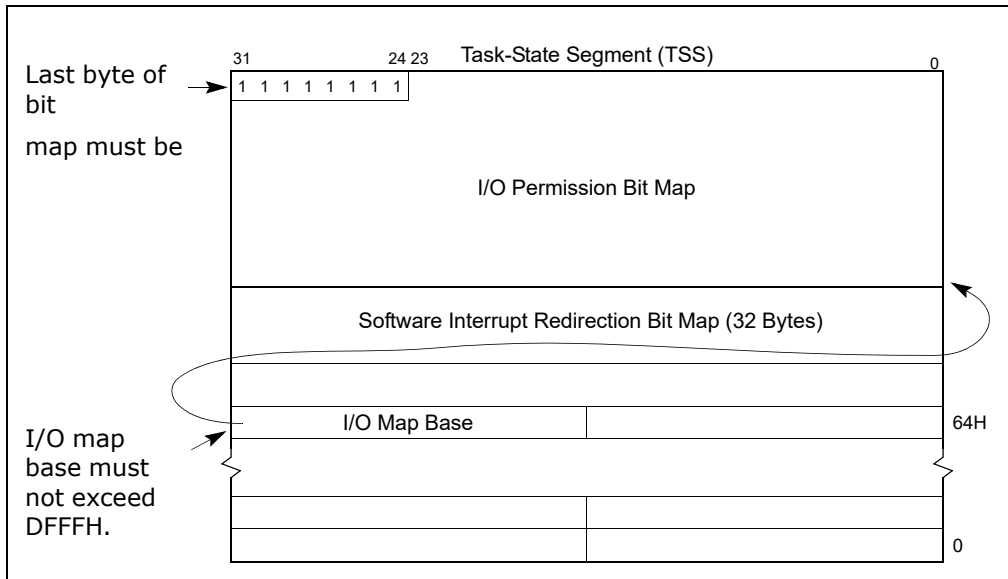 Task-State Segment (TSS)
31 24 23 0
Last byte of
bit
map must be
1 1 1 1 1 1 1 1
I/O Permission Bit Map
Software Interrupt Redirection Bit Map (32 Bytes)
I/O Map Base
64H
I/O map
base must
not exceed
DFFFH.
0